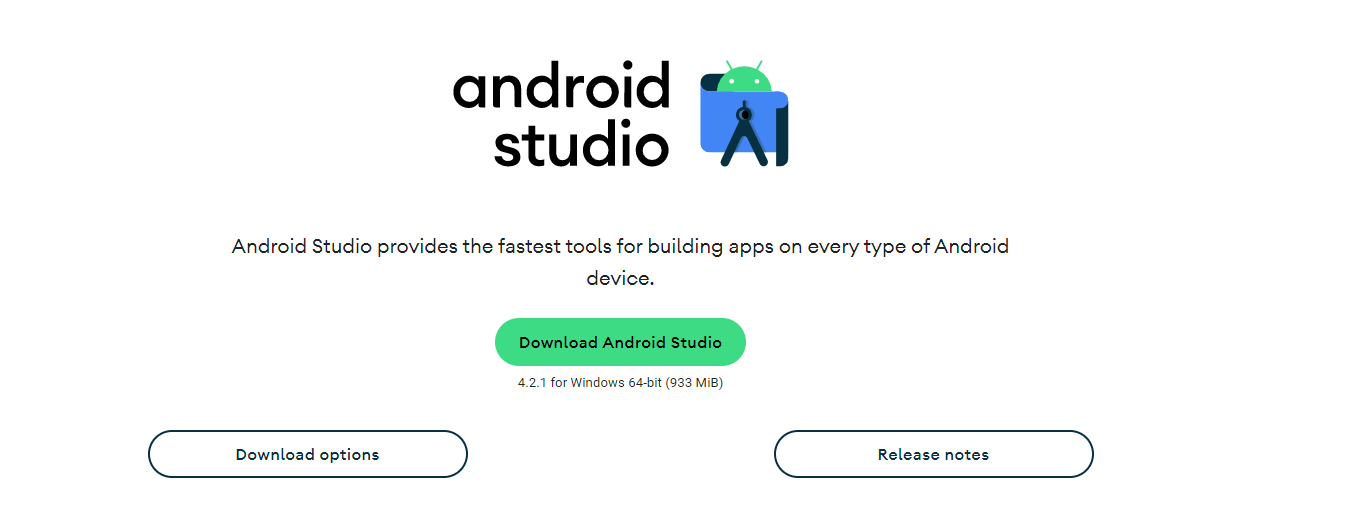 android
studio
Android Studio provides the fastest tools for building apps on every type of Android
device.
Download Android Studio
4.2.1 for Windows 64-bit (933 MiB)
Download options
Release notes